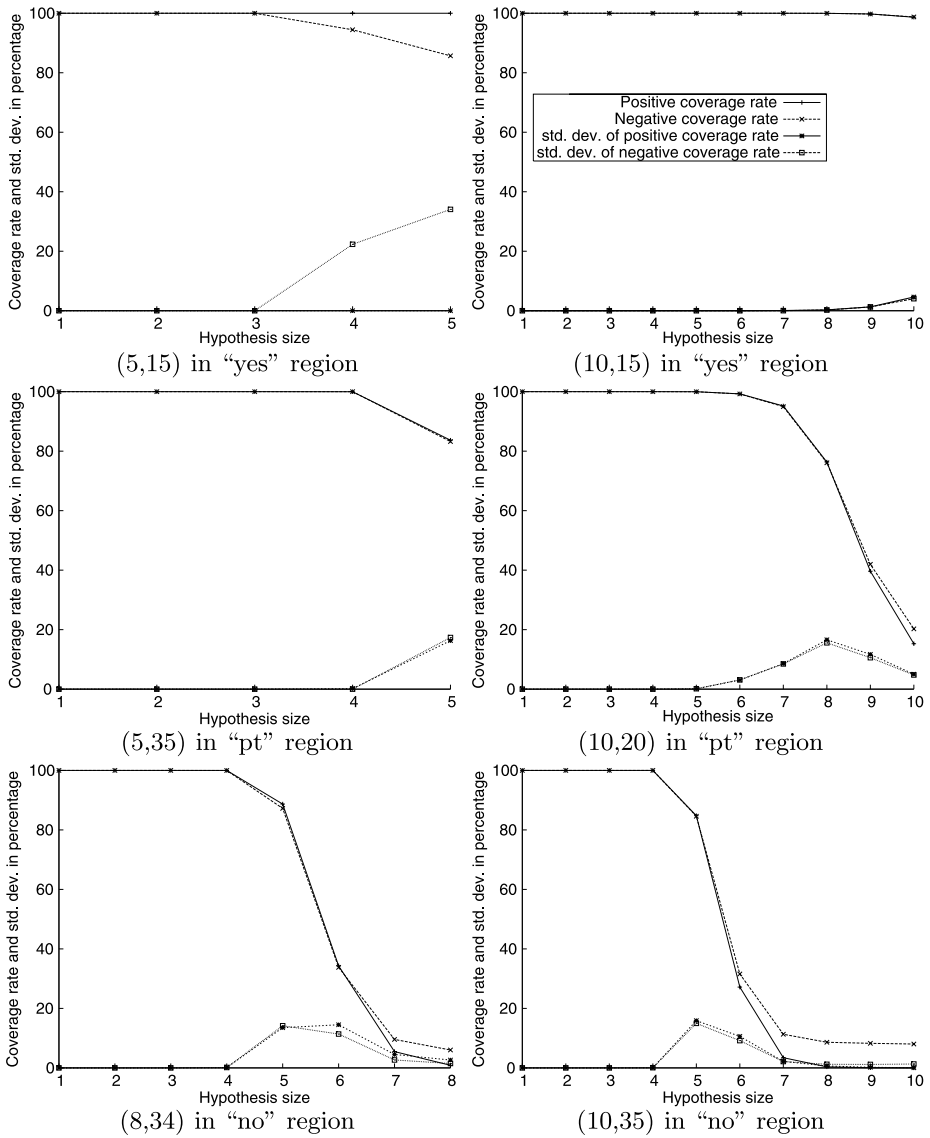 Coverage rate and std. dev. in percentage
100
80
60
40
20
0
1 2 3 4 5
Hypothesis size
(5,15) in “yes” region
Coverage rate and std. dev. in percentage
100
80
60
40
20
0
Positive coverage rate
Negative coverage rate
std. dev. of positive coverage rate
std. dev. of negative coverage rate
1 2 3 4 5 6 7 8 9 10
Hypothesis size
(10,15) in “yes” region
Coverage rate and std. dev. in percentage
100
80
60
40
20
0
1 2 3 4 5
Hypothesis size
(5,35) in “pt” region
Coverage rate and std. dev. in percentage
100
80
60
40
20
0
1 2 3 4 5 6 7 8 9 10
Hypothesis size
(10,20) in “pt” region
Coverage rate and std. dev. in percentage
100
80
60
40
20
0
1 2 3 4 5 6 7 8
Hypothesis size
(8,34) in “no” region
Coverage rate and std. dev. in percentage
100
80
60
40
20
0
1 2 3 4 5 6 7 8 9 10
Hypothesis size
(10,35) in “no” region